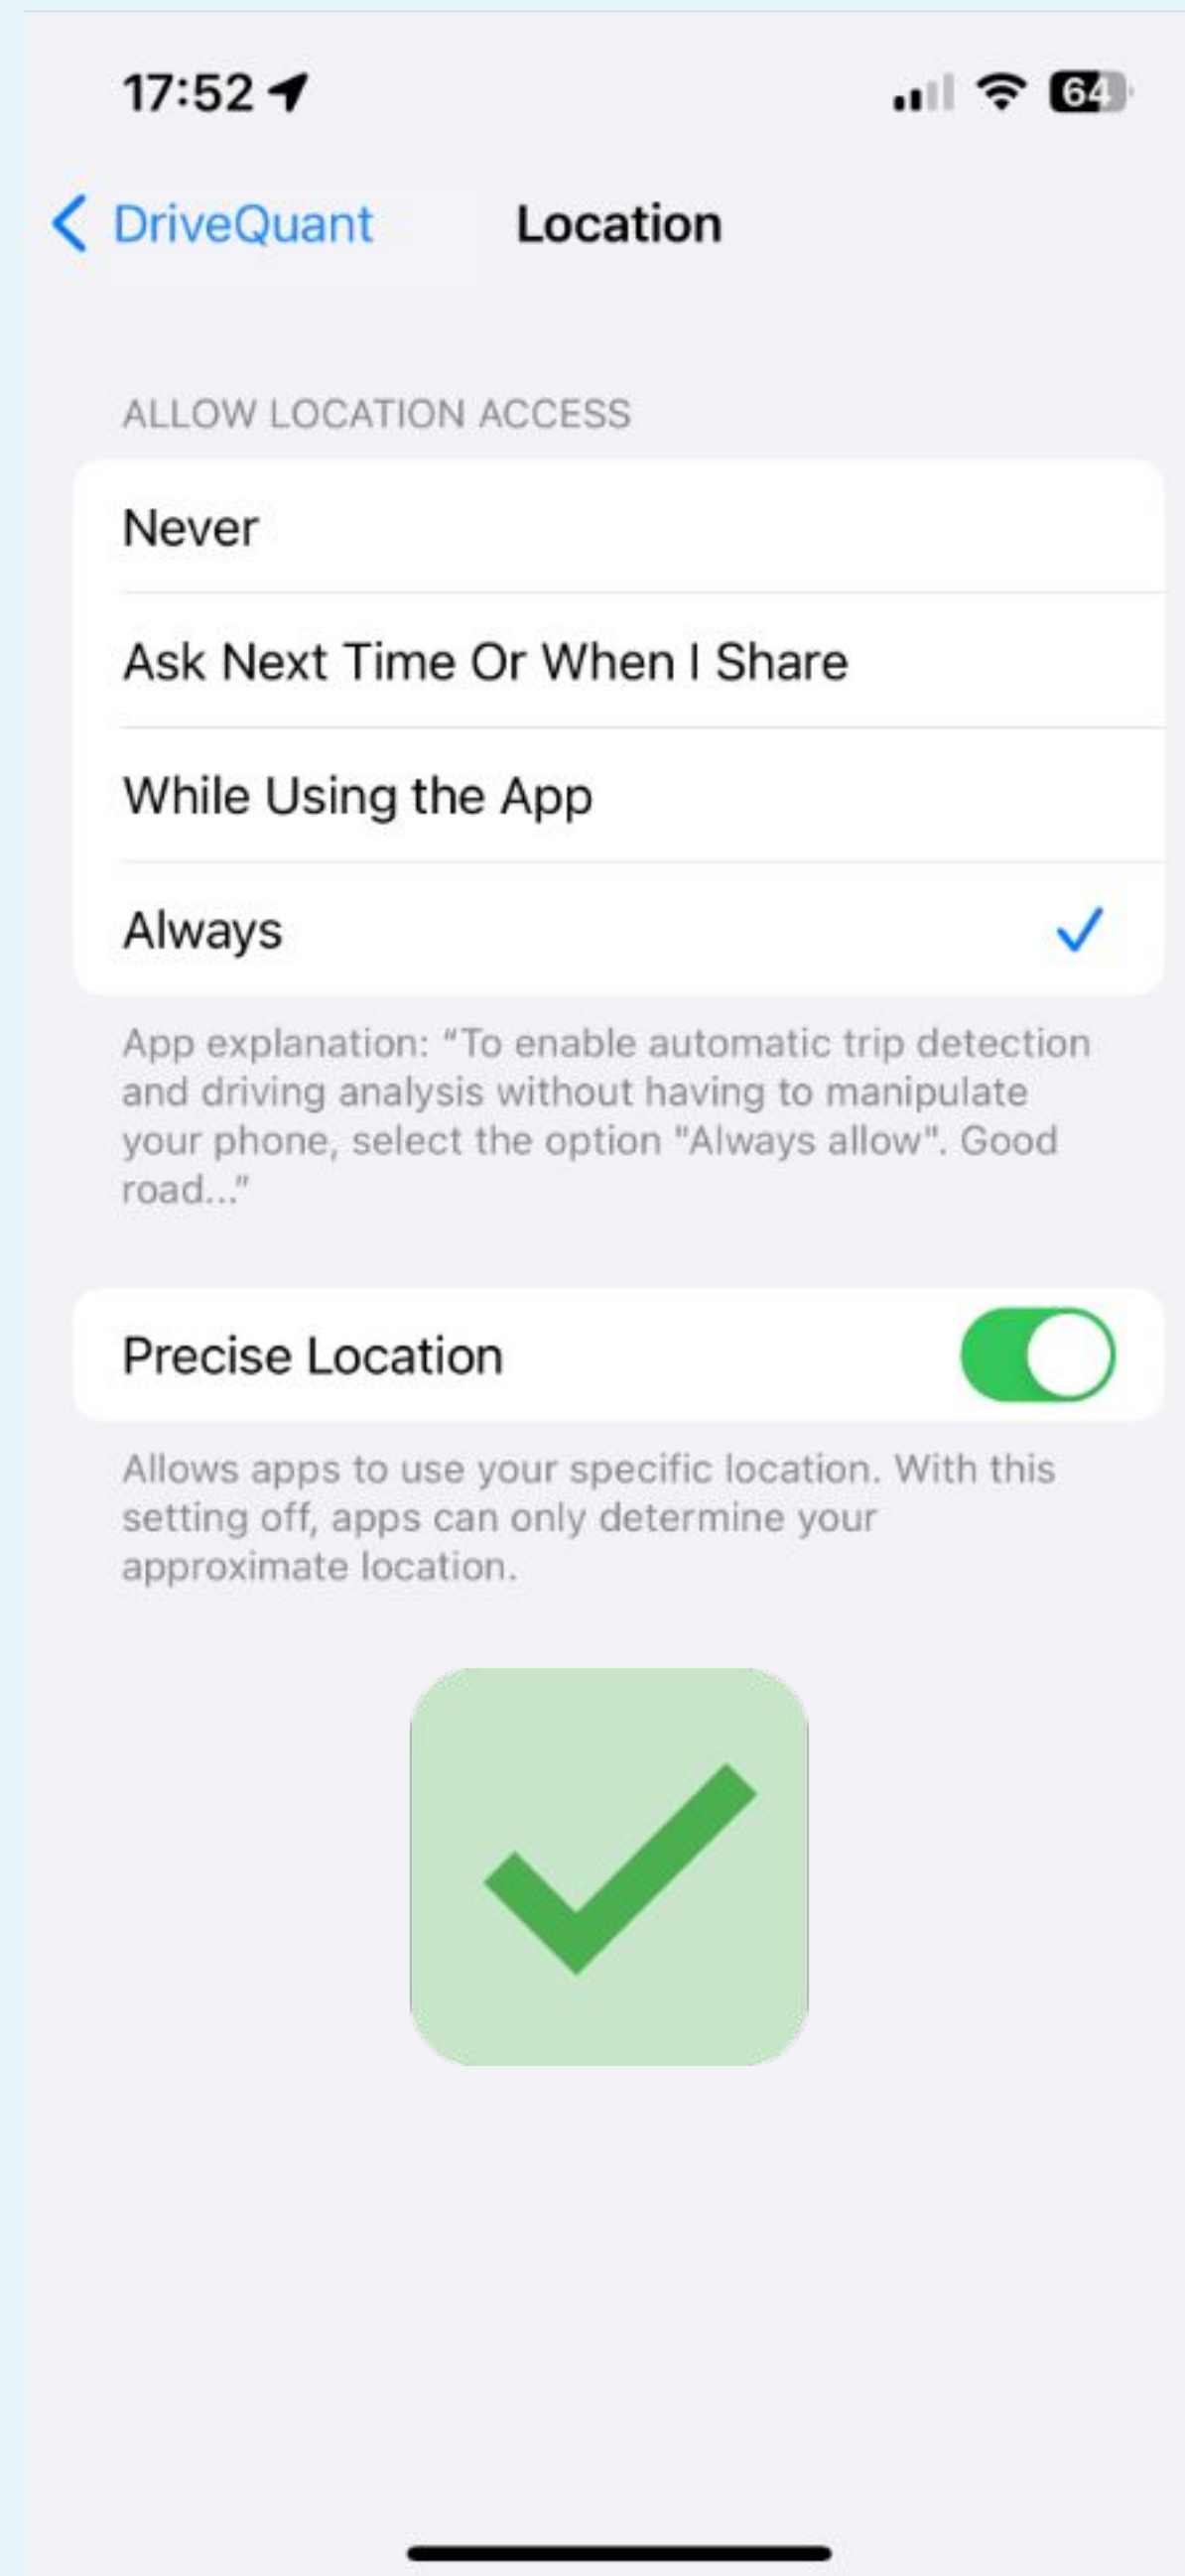 17:52
64
DriveQuant
Location
ALLOW LOCATION ACCESS
Never
Ask Next Time Or When I Share
While Using the App
Always
App explanation: “To enable automatic trip detection
and driving analysis without having to manipulate
your phone, select the option "Always allow". Good
road...”
Precise Location
Allows apps to use your specific location. With this
setting off, apps can only determine your
approximate location.